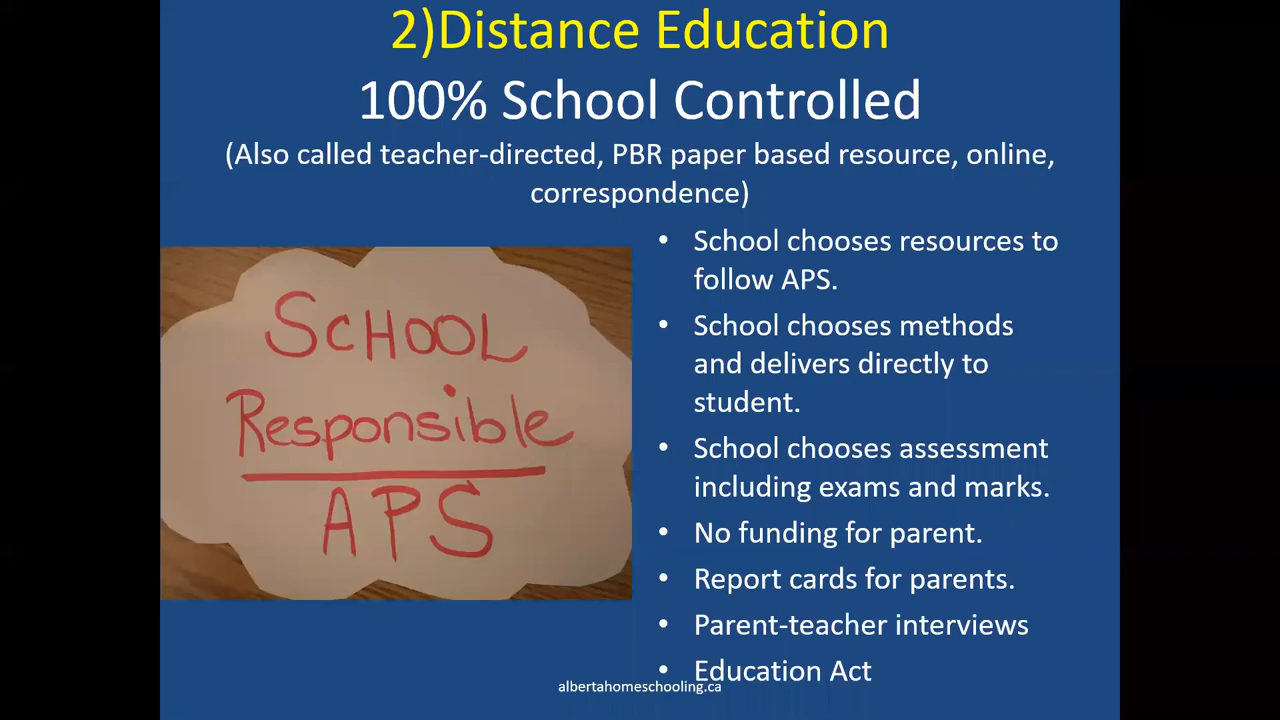 2)Distance Education
100% School Controlled
(Also called teacher-directed, PBR paper based resource, online,
correspondence)
SCHOOL
Responsible
APS
• School chooses resources to
follow APS.
• School chooses methods
and delivers directly to
student.
• School chooses assessment
including exams and marks.
• No funding for parent.
• Report cards for parents.
• Parent-teacher interviews
• Education Act
albertahomeschooling.ca